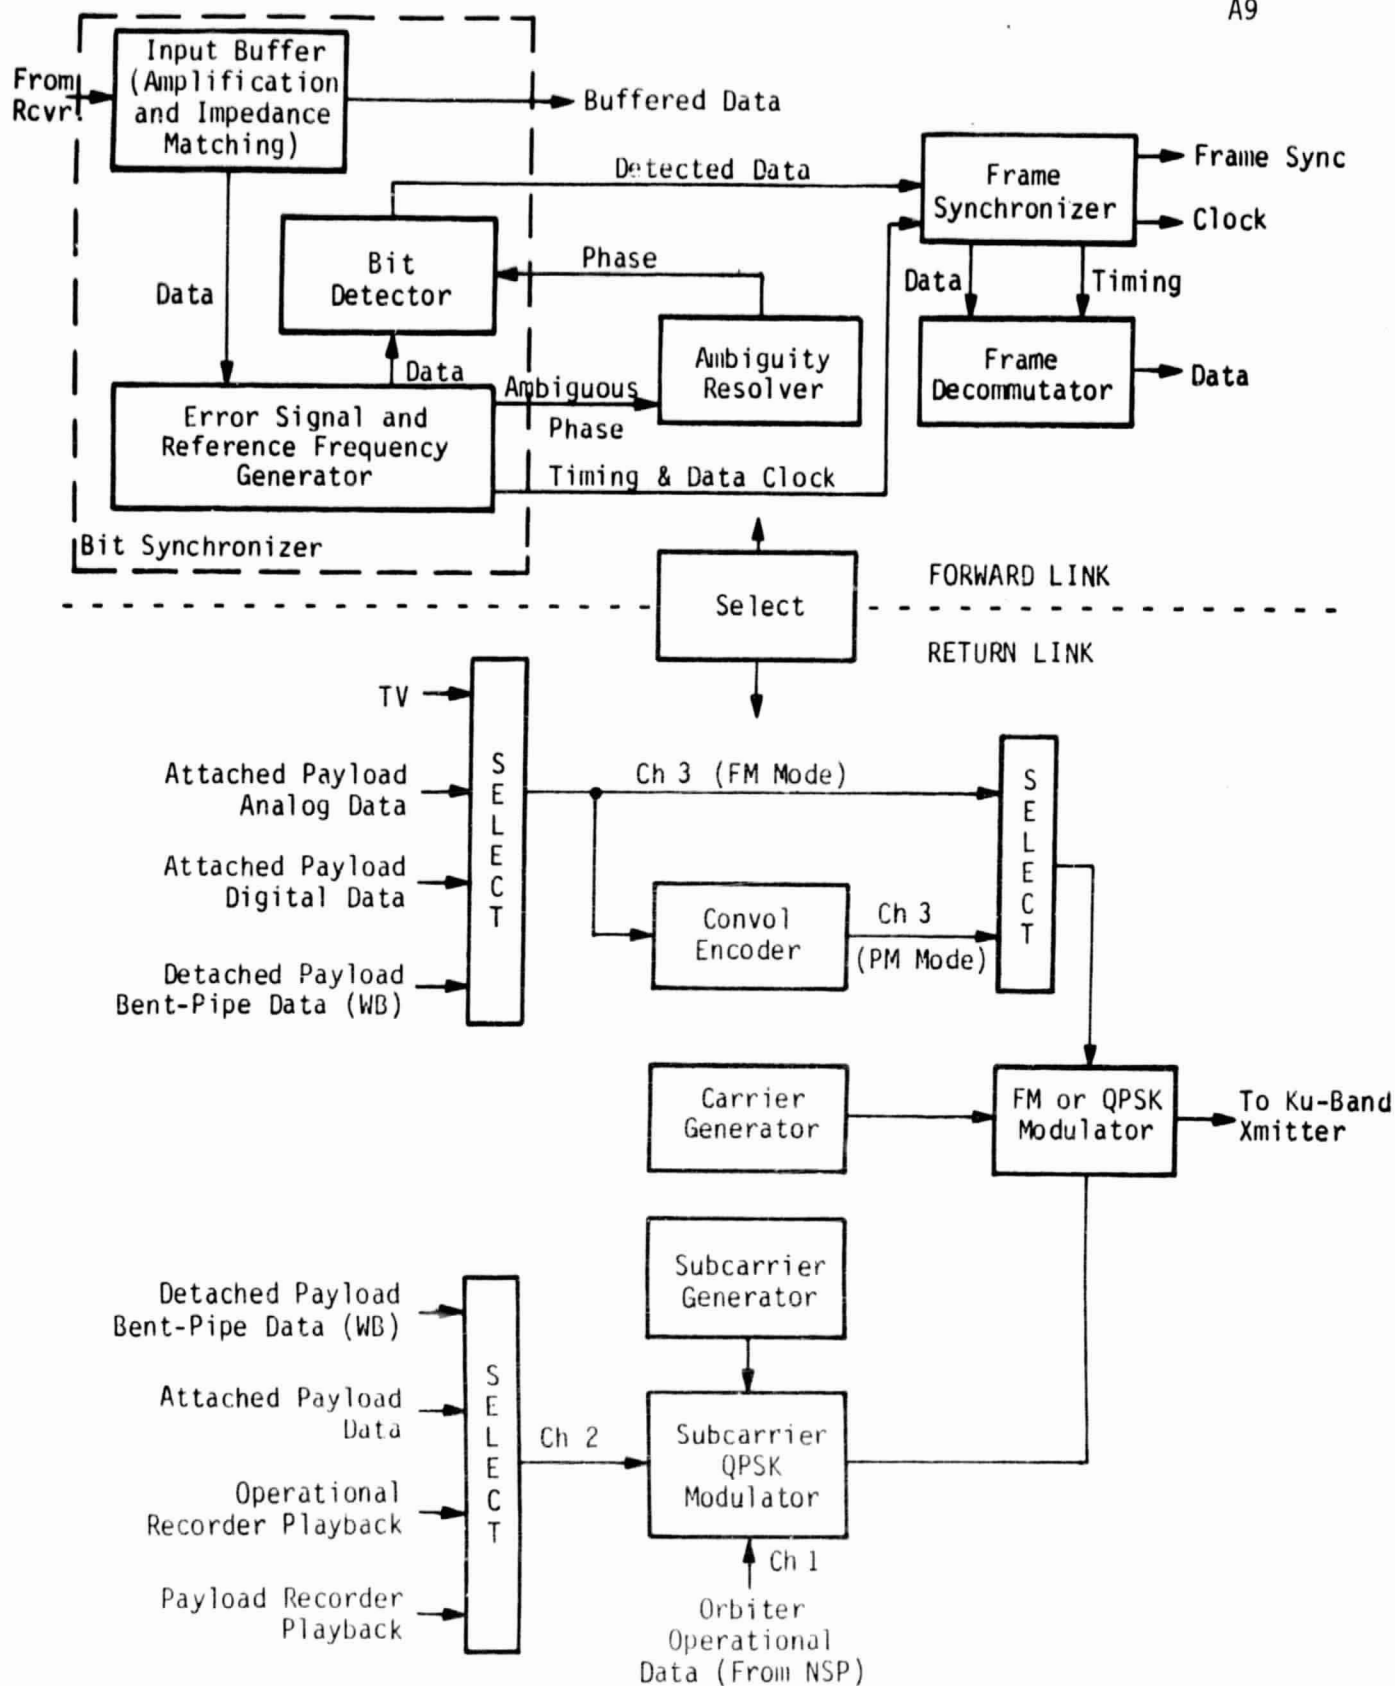 A9
Input Buffer
(Amplification
and Impedance
Matching)
From
Rcvr.
Buffered Data
Detected Data
Frame
Synchronizer
Frame Sync
Clock
Bit
Detector
Phase
Data
Data
Timing
Ambiguity
Resolver
Frame
Decommutator
Data
Data
Ambiguous
Phase
Error Signal and
Reference Frequency
Generator
Timing & Data Clock
Bit Synchronizer
Select
FORWARD LINK
RETURN LINK
TV
Attached Payload
Analog Data
Attached Payload
Digital Data
Detached Payload
Bent-Pipe Data (WB)
SELECT
Ch 3 (FM Mode)
Convol
Encoder
Ch 3
(PM Mode)
SELECT
Carrier
Generator
FM or QPSK
Modulator
To Ku-Band
Xmitter
Subcarrier
Generator
Detached Payload
Bent-Pipe Data (WB)
Attached Payload
Data
Operational
Recorder Playback
Payload Recorder
Playback
SELECT
Ch 2
Subcarrier
QPSK
Modulator
Ch 1
Orbiter
Operational
Data (From NSP)